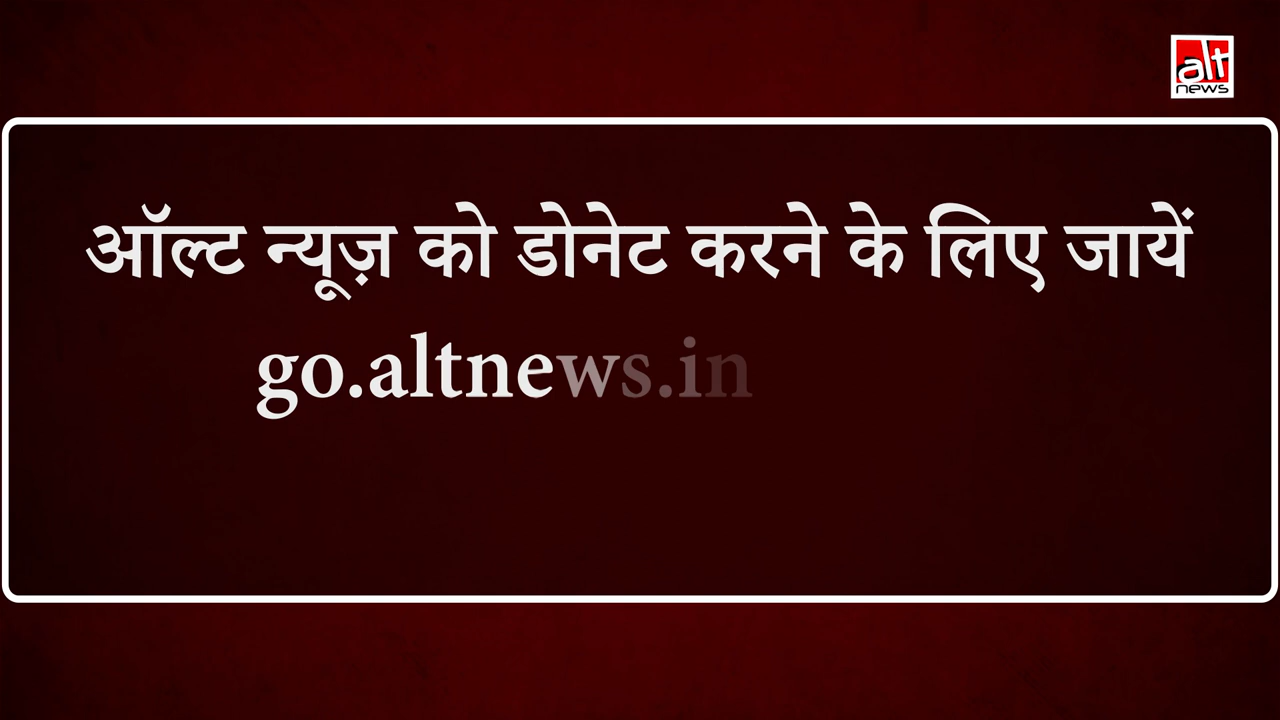 alt
news
ऑल्ट न्यूज़ को डोनेट करने के लिए जायें
go.altnews.in